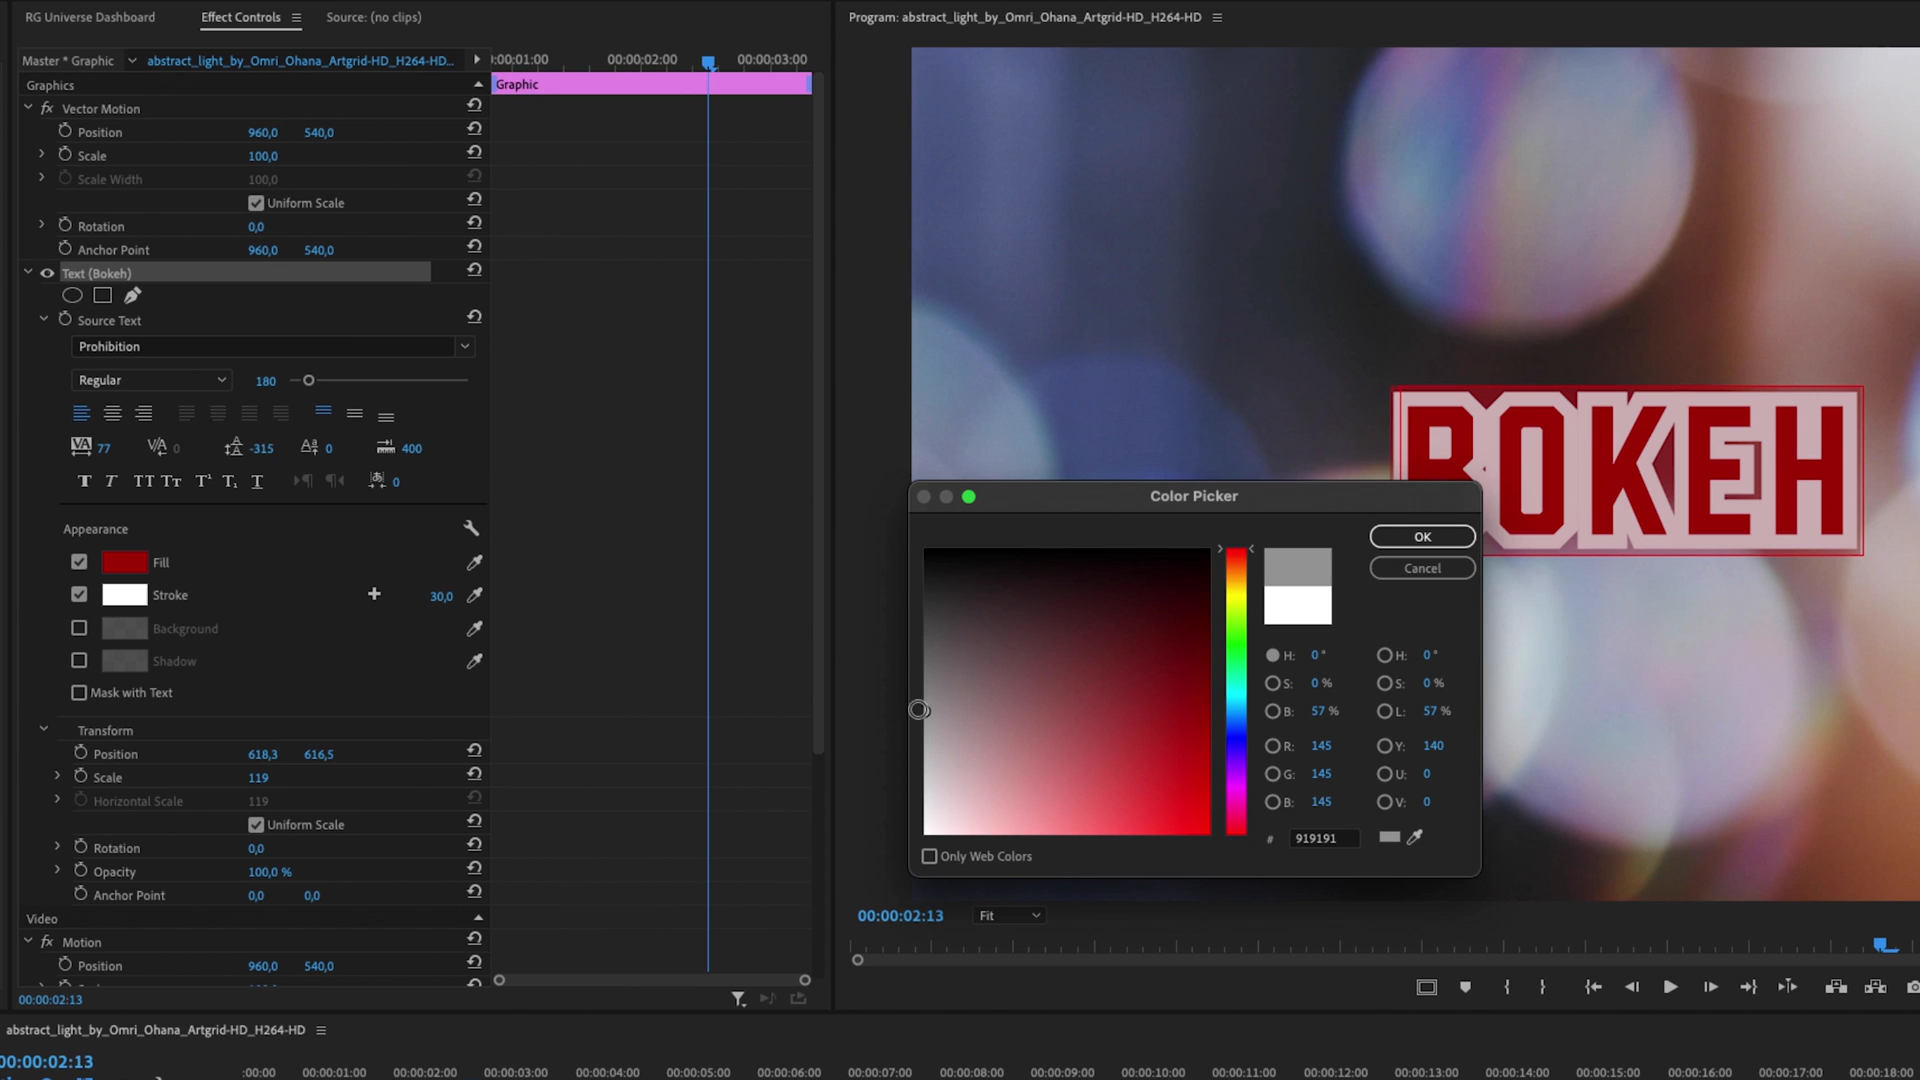 RG Universe Dashboard
Effect Controls
Source: (no clips)
Program: abstract_light_by_Omri_Ohana_Artgrid-HD_H264-HD
Master * Graphic
abstract_light_by_Omri_Ohana_Artgrid-HD_H264-HD...
00;00;01:00 00:00:02:00 00:00:03:00
Graphics
Graphic
fx Vector Motion
Position 960,0 540,0
Scale 100,0
Scale Width 100,0
Uniform Scale
Rotation 0,0
Anchor Point 960,0 540,0
Text (Bokeh)
Source Text
Prohibition
Regular 180
VA 77 V/A 0 -315 0 400
T T TT Tr T¹ T₁ T 0
Appearance
Fill
Stroke 30,0
Background
Shadow
Mask with Text
Transform
Position 618,3 616,5
Scale 119
Horizontal Scale 119
Uniform Scale
Rotation 0,0
Opacity 100,0 %
Anchor Point 0,0 0,0
Video
fx Motion
Position 960,0 540,0
00:00:02:13
BOKEH
Color Picker
OK
Cancel
H: 0 ° H: 0 °
S: 0 % S: 0 %
B: 57 % L: 57 %
R: 145 Y: 140
G: 145 U: 0
B: 145 V: 0
# 919191
Only Web Colors
00:00:02:13 Fit
abstract_light_by_Omri_Ohana_Artgrid-HD_H264-HD
00:00:02:13
:00:00 00:00:01:00 00:00:02:00 00:00:03:00 00:00:04:00 00:00:05:00 00:00:06:00 00:00:07:00 00:00:08:00 00:00:09:00 00:00:10:00 00:00:11:00 00:00:12:00 00:00:13:00 00:00:14:00 00:00:15:00 00:00:16:00 00:00:17:00 00:00:18:00